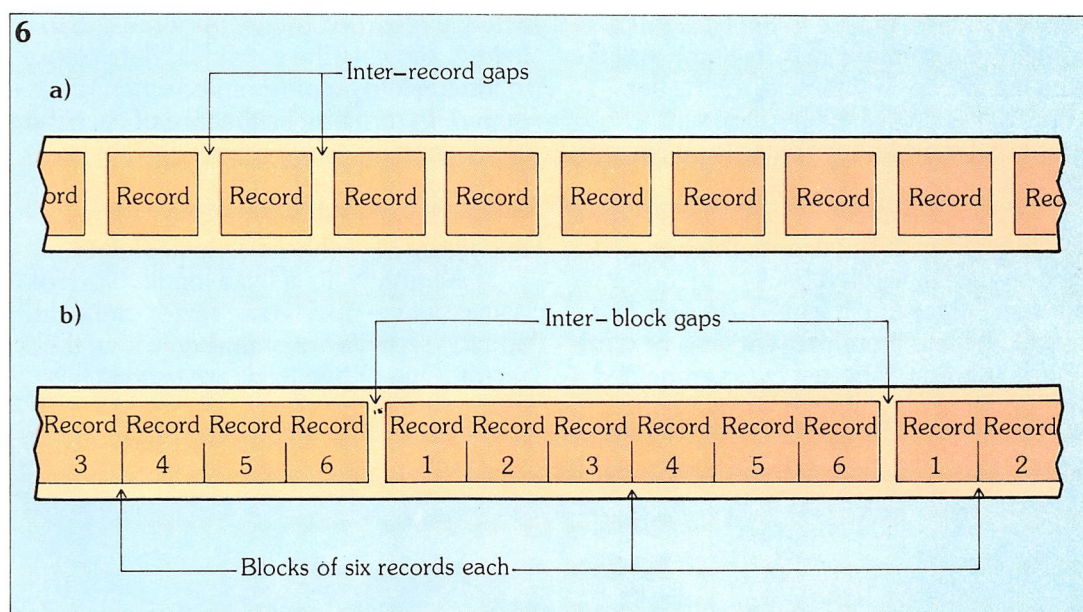 6
a)
Inter-record gaps
ord Record Record Record Record Record Record Record Record Rec
b)
Inter-block gaps
Record Record Record Record Record Record Record Record Record Record Record Record
3 4 5 6 1 2 3 4 5 6 1 2
Blocks of six records each